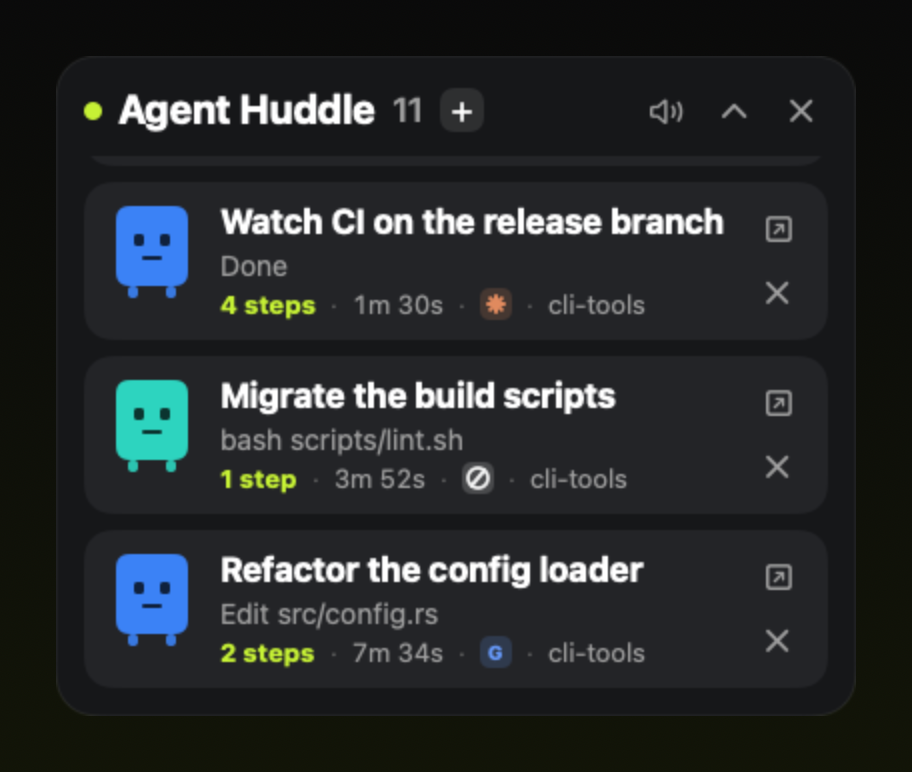 Agent Huddle 11 +
Watch CI on the release branch
Done
4 steps · 1m 30s · cli-tools
Migrate the build scripts
bash scripts/lint.sh
1 step · 3m 52s · cli-tools
Refactor the config loader
Edit src/config.rs
2 steps · 7m 34s · G · cli-tools